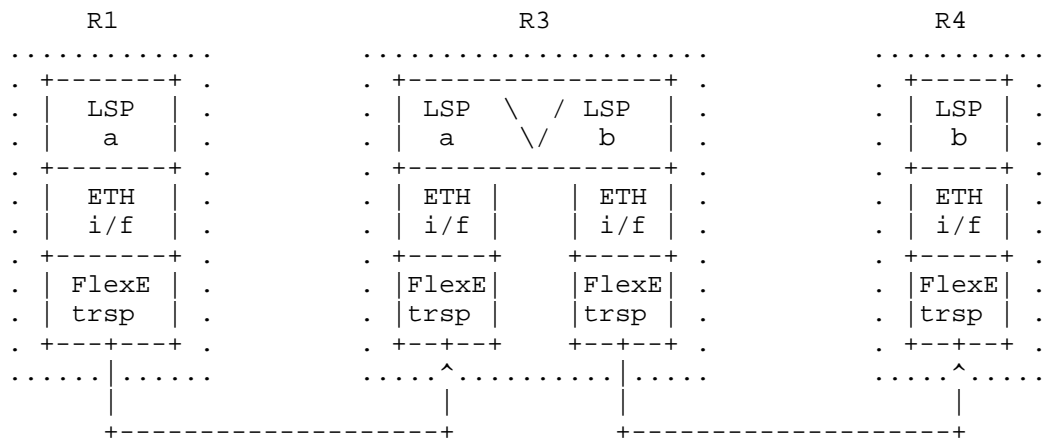 R1 R3 R4
LSP LSP \ / LSP LSP
a a \/ b b
ETH ETH ETH ETH
i/f i/f i/f i/f
FlexE FlexE FlexE FlexE
trsp trsp trsp trsp